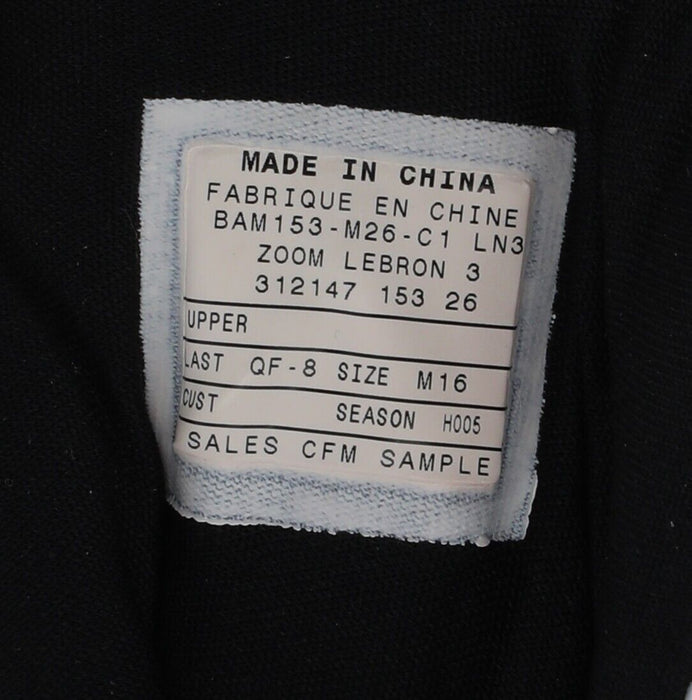 MADE IN CHINA
FABRIQUE EN CHINE
BAM153-M26-C1 LN3
ZOOM LEBRON 3
312147 153 26
UPPER
LAST QF-8 SIZE M16
CUST SEASON HO05
SALES CFM SAMPLE